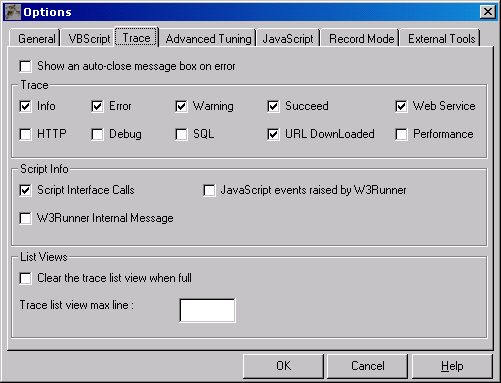 Options
General VBScript Trace Advanced Tuning JavaScript Record Mode External Tools
Show an auto-close message box on error
Trace
Info Error Warning Succeed Web Service
HTTP Debug SQL URL DownLoaded Performance
Script Info
Script Interface Calls JavaScript events raised by W3Runner
W3Runner Internal Message
List Views
Clear the trace list view when full
Trace list view max line :
OK Cancel Help